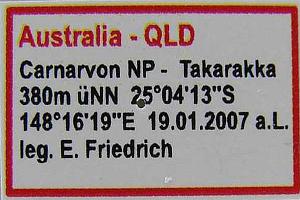 Australia - QLD
Carnarvon NP - Takarakka
380m üNN 25°04'13"S
148°16'19"E 19.01.2007 a.L.
leg. E. Friedrich